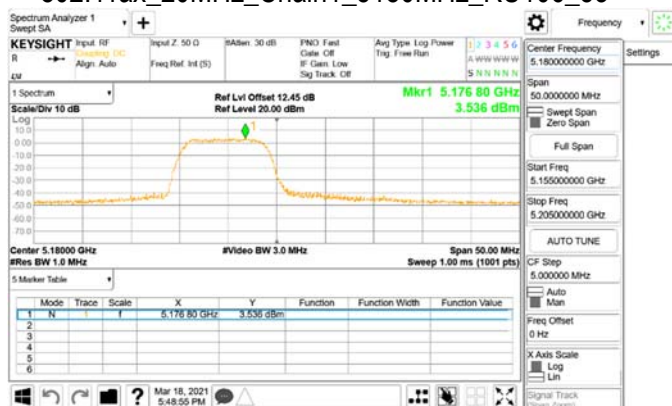 Spectrum Analyzer 1
Swept SA
Frequency
KEYSIGHT
Input: RF
Coupling: DC
Align: Auto
Input Z: 50 Ω
Freq Ref: Int (S)
#Atten: 30 dB
PNO: Fast
Gate: Off
IF Gain: Low
Sig Track: Off
Avg Type: Log-Power
Trig: Free Run
1 2 3 4 5 6
A W W W W W
S N N N N N
R
Center Frequency
5.180000000 GHz
Settings
Span
50.0000000 MHz
Swept Span
Zero Span
Full Span
Start Freq
5.155000000 GHz
Stop Freq
5.205000000 GHz
AUTO TUNE
CF Step
5.000000 MHz
Auto
Man
Freq Offset
0 Hz
X Axis Scale
Log
Lin
Signal Track
1 Spectrum
Scale/Div 10 dB
Ref Lvl Offset 12.45 dB
Ref Level 20.00 dBm
Mkr1 5.176 80 GHz
3.536 dBm
Log
10.0
0.00
-10.0
-20.0
-30.0
-40.0
-50.0
-60.0
-70.0
1
Center 5.18000 GHz
#Res BW 1.0 MHz
#Video BW 3.0 MHz
Span 50.00 MHz
Sweep 1.00 ms (1001 pts)
5 Marker Table
Mode Trace Scale X Y Function Function Width Function Value
1 N 1 f 5.176 80 GHz 3.536 dBm
2
3
4
5
6
Mar 18, 2021
5:48:55 PM